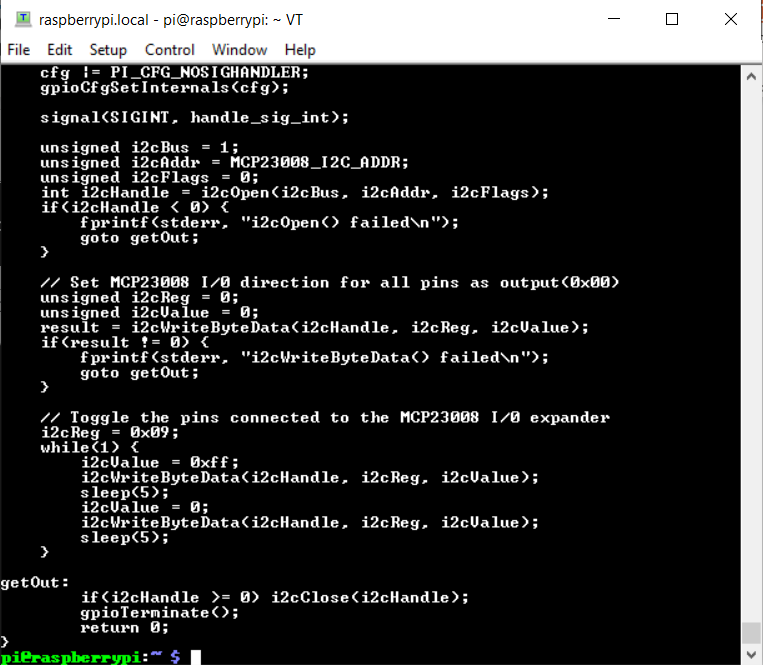 raspberrypi.local - pi@raspberrypi: ~ VT
File Edit Setup Control Window Help
    cfg |= PI_CFG_NOSIGHANDLER;
    gpioCfgSetInternals(cfg);

    signal(SIGINT, handle_sig_int);

    unsigned i2cBus = 1;
    unsigned i2cAddr = MCP23008_I2C_ADDR;
    unsigned i2cFlags = 0;
    int i2cHandle = i2cOpen(i2cBus, i2cAddr, i2cFlags);
    if(i2cHandle < 0) {
        fprintf(stderr, "i2cOpen() failed\n");
        goto getOut;
    }

    // Set MCP23008 I/O direction for all pins as output(0x00)
    unsigned i2cReg = 0;
    unsigned i2cValue = 0;
    result = i2cWriteByteData(i2cHandle, i2cReg, i2cValue);
    if(result != 0) {
        fprintf(stderr, "i2cWriteByteData() failed\n");
        goto getOut;
    }

    // Toggle the pins connected to the MCP23008 I/O expander
    i2cReg = 0x09;
    while(1) {
        i2cValue = 0xff;
        i2cWriteByteData(i2cHandle, i2cReg, i2cValue);
        sleep(5);
        i2cValue = 0;
        i2cWriteByteData(i2cHandle, i2cReg, i2cValue);
        sleep(5);
    }

getOut:
        if(i2cHandle >= 0) i2cClose(i2cHandle);
        gpioTerminate();
        return 0;
}
pi@raspberrypi:~ $